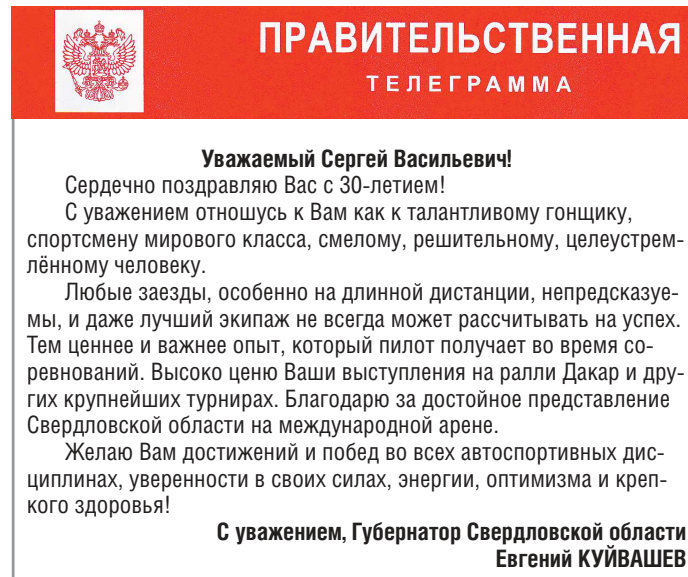 ПРАВИТЕЛЬСТВЕННАЯ
ТЕЛЕГРАММА
Уважаемый Сергей Васильевич!
Сердечно поздравляю Вас с 30-летием!
С уважением отношусь к Вам как к талантливому гонщику,
спортсмену мирового класса, смелому, решительному, целеустрем-
лённому человеку.
Любые заезды, особенно на длинной дистанции, непредсказуе-
мы, и даже лучший экипаж не всегда может рассчитывать на успех.
Тем ценнее и важнее опыт, который пилот получает во время со-
ревнований. Высоко ценю Ваши выступления на ралли Дакар и дру-
гих крупнейших турнирах. Благодарю за достойное представление
Свердловской области на международной арене.
Желаю Вам достижений и побед во всех автоспортивных дис-
циплинах, уверенности в своих силах, энергии, оптимизма и креп-
кого здоровья!
С уважением, Губернатор Свердловской области
Евгений КУЙВАШЕВ